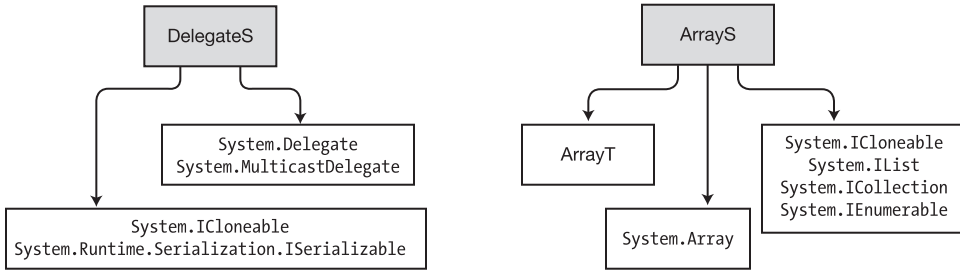 DelegateS
System.Delegate
System.MulticastDelegate
System.ICloneable
System.Runtime.Serialization.ISerializable
ArrayS
ArrayT
System.Array
System.ICloneable
System.IList
System.ICollection
System.IEnumerable